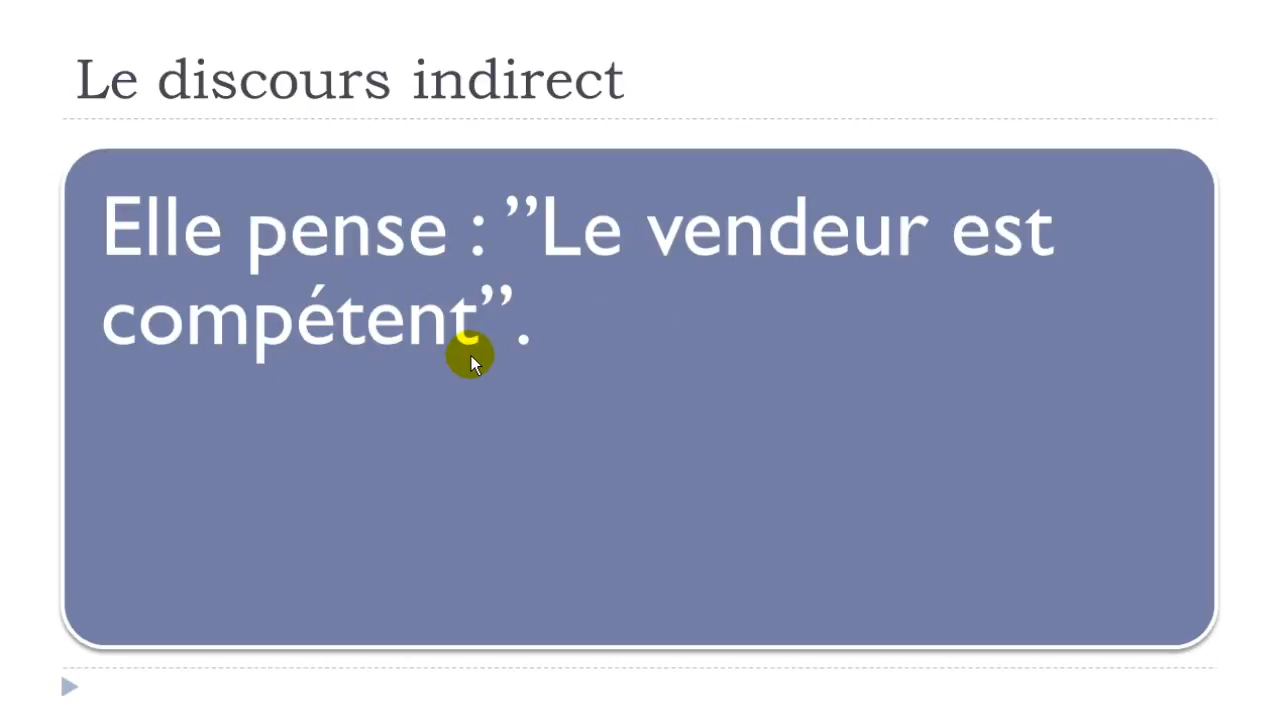 Le discours indirect
Elle pense : ”Le vendeur est
compétent”.